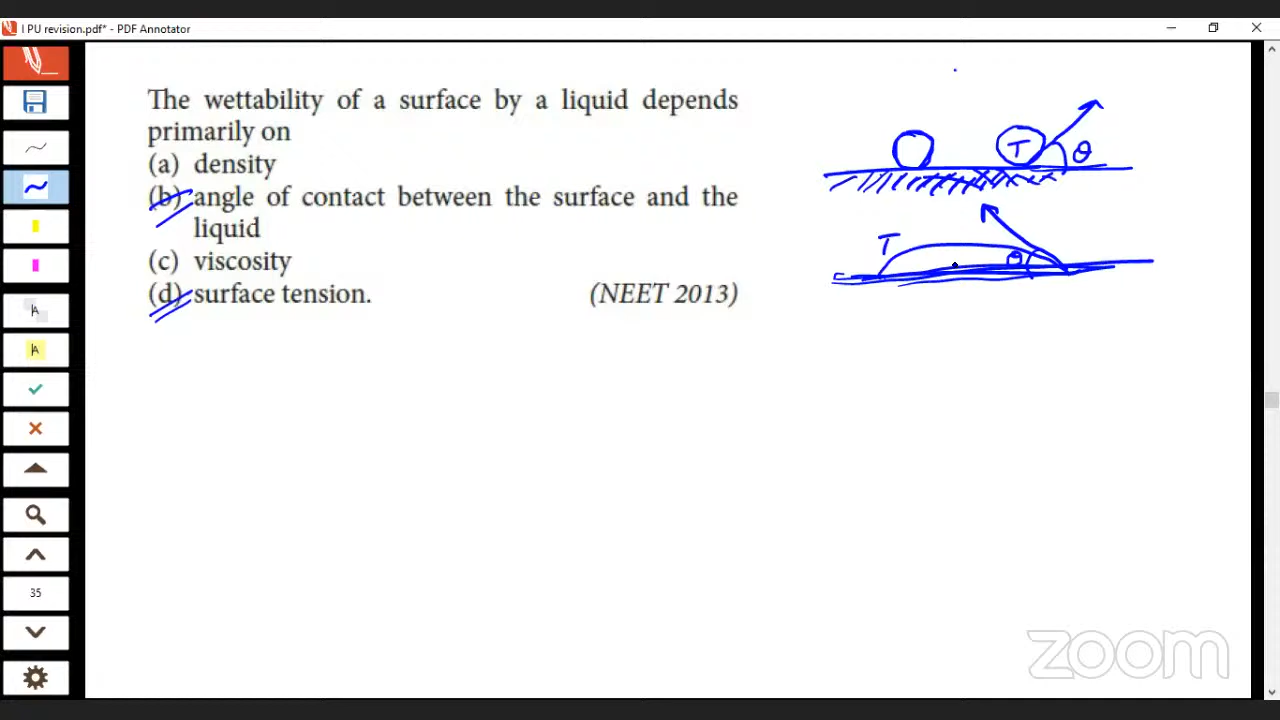 I PU revision.pdf* - PDF Annotator
The wettability of a surface by a liquid depends
primarily on
(a) density
(b) angle of contact between the surface and the
liquid
(c) viscosity
(d) surface tension. (NEET 2013)
T θ
T θ
A
A
35
zoom